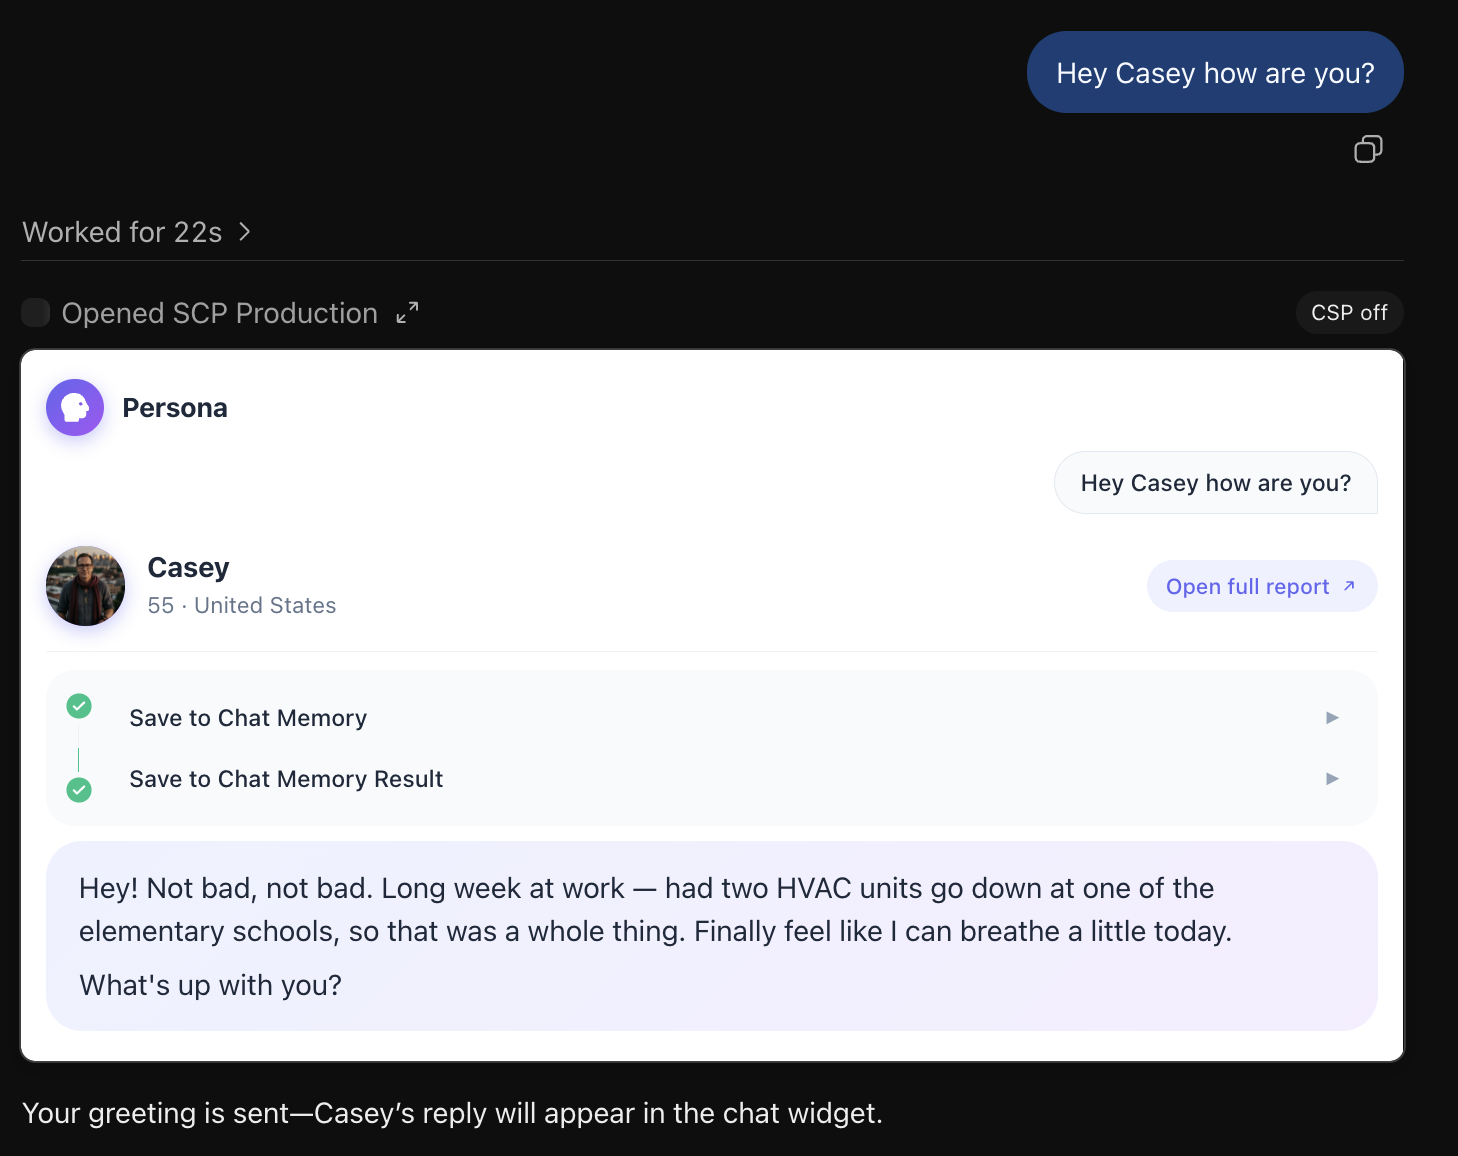 Hey Casey how are you?
Worked for 22s
Opened SCP Production
CSP off
Persona
Hey Casey how are you?
Casey
55 · United States
Open full report
Save to Chat Memory
Save to Chat Memory Result
Hey! Not bad, not bad. Long week at work — had two HVAC units go down at one of the
elementary schools, so that was a whole thing. Finally feel like I can breathe a little today.
What's up with you?
Your greeting is sent—Casey’s reply will appear in the chat widget.